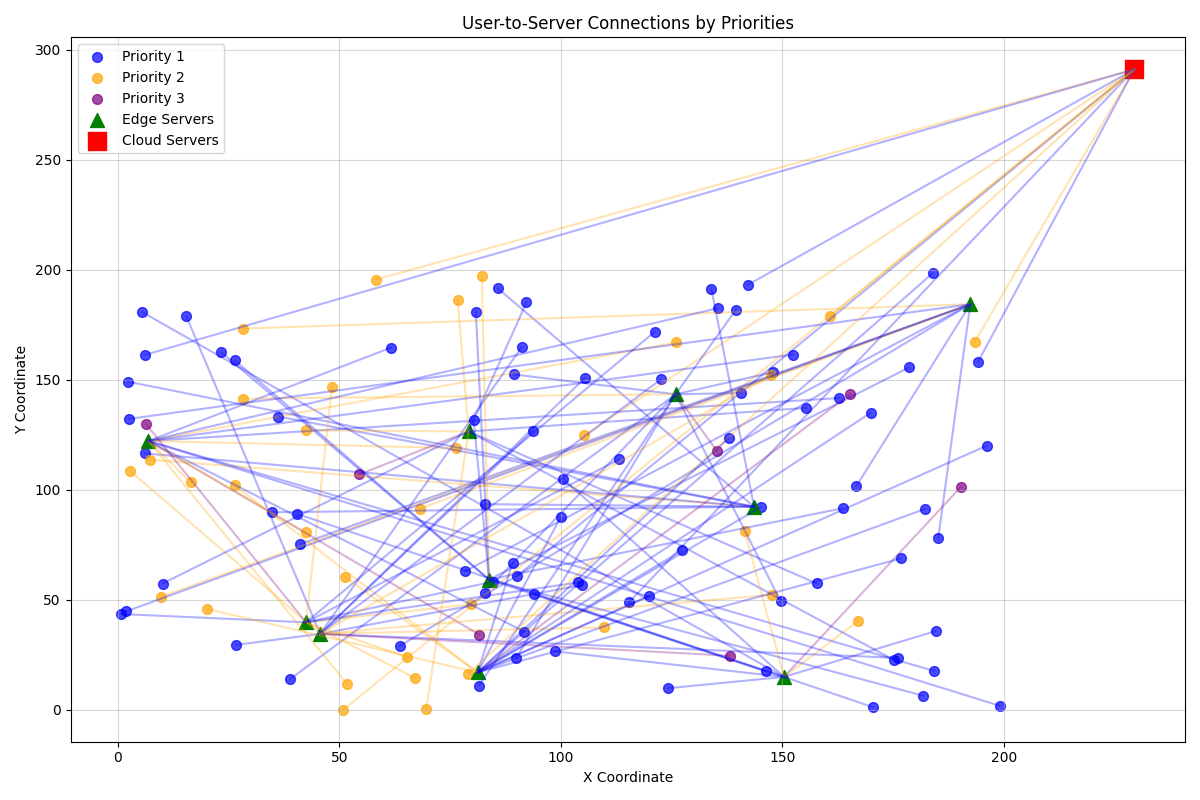 User-to-Server Connections by Priorities
Priority 1
Priority 2
Priority 3
Edge Servers
Cloud Servers
300
250
200
150
100
50
0
Y Coordinate
0
50
100
150
200
X Coordinate